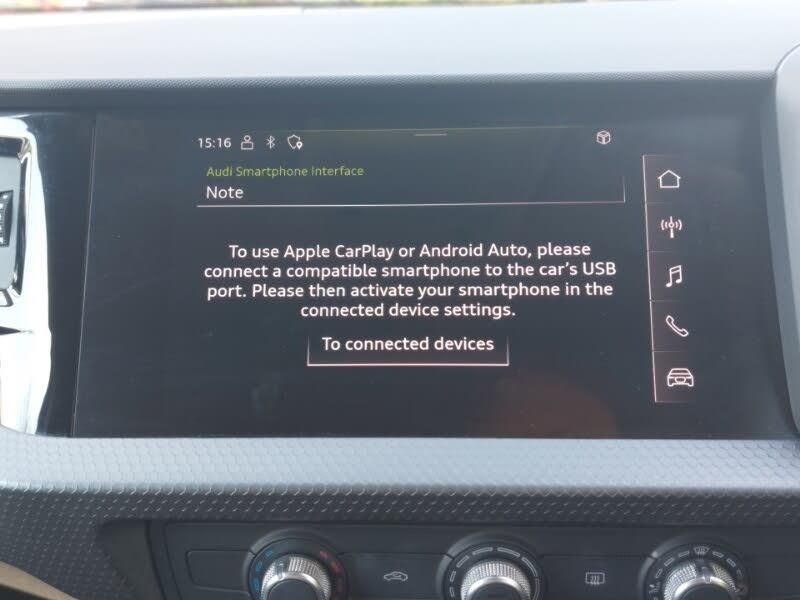 15:16
Audi Smartphone Interface
Note
To use Apple CarPlay or Android Auto, please
connect a compatible smartphone to the car's USB
port. Please then activate your smartphone in the
connected device settings.
To connected devices